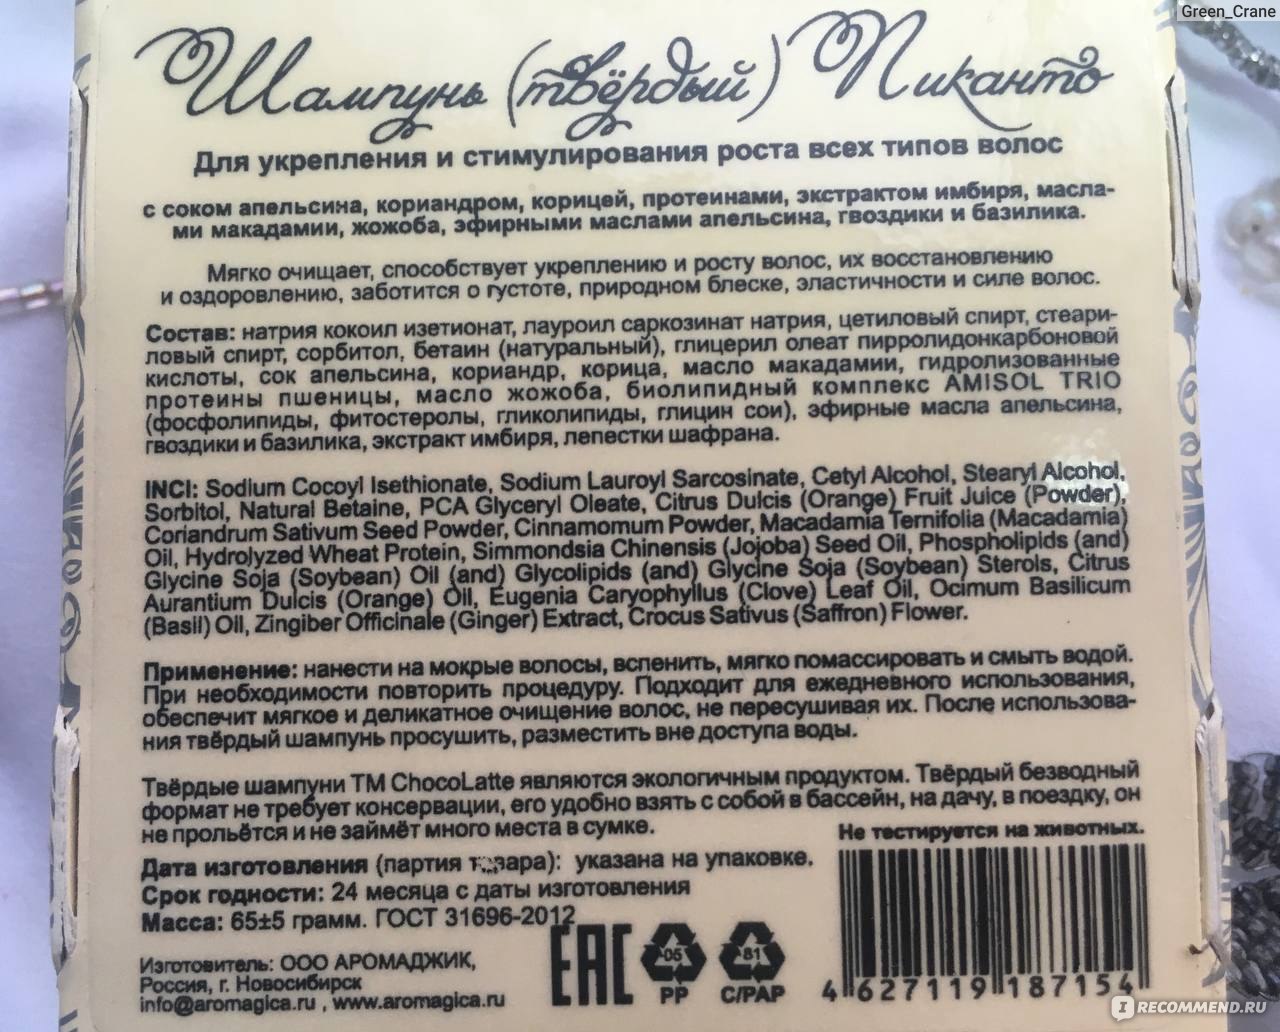 Green_Crane
Шампунь (твёрдый) Пиканто
Для укрепления и стимулирования роста всех типов волос
с соком апельсина, кориандром, корицей, протеинами, экстрактом имбиря, масла-
ми макадамии, жожоба, эфирными маслами апельсина, гвоздики и базилика.
Мягко очищает, способствует укреплению и росту волос, их восстановлению
и оздоровлению, заботится о густоте, природном блеске, эластичности и силе волос.
Состав: натрия кокоил изетионат, лауроил саркозинат натрия, цетиловый спирт, стеари-
ловый спирт, сорбитол, бетаин (натуральный), глицерил олеат пирролидонкарбоновой
кислоты, сок апельсина, кориандр, корица, масло макадамии, гидролизованные
протеины пшеницы, масло жожоба, биолипидный комплекс AMISOL TRIO
(фосфолипиды, фитостеролы, гликолипиды, глицин сои), эфирные масла апельсина,
гвоздики и базилика, экстракт имбиря, лепестки шафрана.
INCI: Sodium Cocoyl Isethionate, Sodium Lauroyl Sarcosinate, Cetyl Alcohol, Stearyl Alcohol,
Sorbitol, Natural Betaine, PCA Glyceryl Oleate, Citrus Dulcis (Orange) Fruit Juice (Powder),
Coriandrum Sativum Seed Powder, Cinnamomum Powder, Macadamia Ternifolia (Macadamia)
Oil, Hydrolyzed Wheat Protein, Simmondsia Chinensis (Jojoba) Seed Oil, Phospholipids (and)
Glycine Soja (Soybean) Oil (and) Glycolipids (and) Glycine Soja (Soybean) Sterols, Citrus
Aurantium Dulcis (Orange) Oil, Eugenia Caryophyllus (Clove) Leaf Oil, Ocimum Basilicum
(Basil) Oil, Zingiber Officinale (Ginger) Extract, Crocus Sativus (Saffron) Flower.
Применение: нанести на мокрые волосы, вспенить, мягко помассировать и смыть водой.
При необходимости повторить процедуру. Подходит для ежедневного использования,
обеспечит мягкое и деликатное очищение волос, не пересушивая их. После использова-
ния твёрдый шампунь просушить, разместить вне доступа воды.
Твёрдые шампуни ТМ ChocoLatte являются экологичным продуктом. Твёрдый безводный
формат не требует консервации, его удобно взять с собой в бассейн, на дачу, в поездку, он
не прольётся и не займёт много места в сумке.
Не тестируется на животных.
Дата изготовления (партия товара): указана на упаковке.
Срок годности: 24 месяца с даты изготовления
Масса: 65±5 грамм. ГОСТ 31696-2012
Изготовитель: ООО АРОМАДЖИК,
Россия, г. Новосибирск
info@aromagica.ru , www.aromagica.ru
EAC
05
PP
81
C/PAP
4 627119 187154
IRECOMMEND.RU